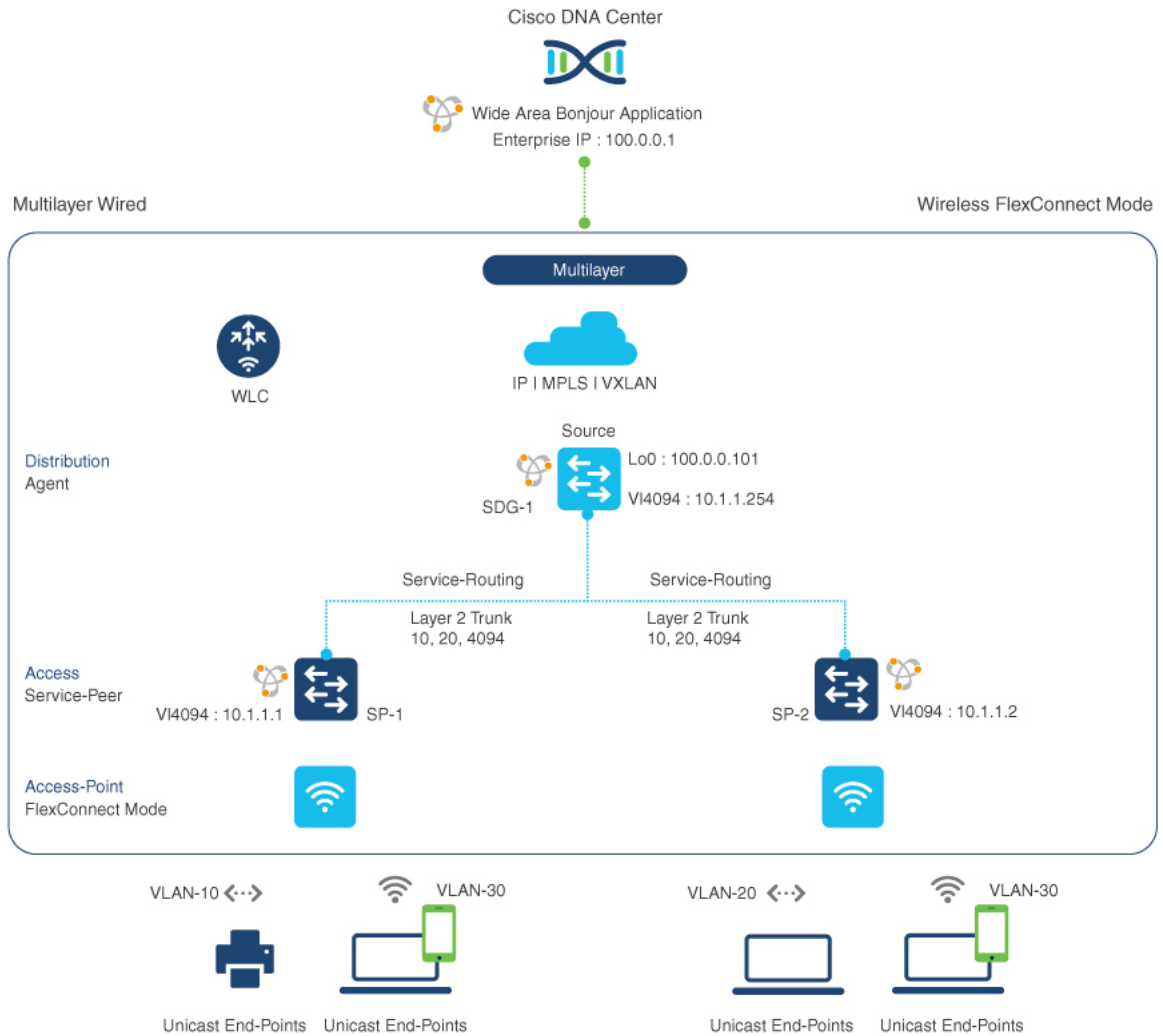 Cisco DNA Center
Wide Area Bonjour Application
Enterprise IP : 100.0.0.1
Multilayer Wired
Wireless FlexConnect Mode
Multilayer
WLC
IP I MPLS I VXLAN
Source
Distribution
Agent
Lo0 : 100.0.0.101
SDG-1
Vl4094 : 10.1.1.254
Service-Routing
Service-Routing
Layer 2 Trunk
10, 20, 4094
Layer 2 Trunk
10, 20, 4094
Access
Service-Peer
Vl4094 : 10.1.1.1
SP-1
SP-2
Vl4094 : 10.1.1.2
Access-Point
FlexConnect Mode
VLAN-10
VLAN-30
VLAN-20
VLAN-30
Unicast End-Points
Unicast End-Points
Unicast End-Points
Unicast End-Points